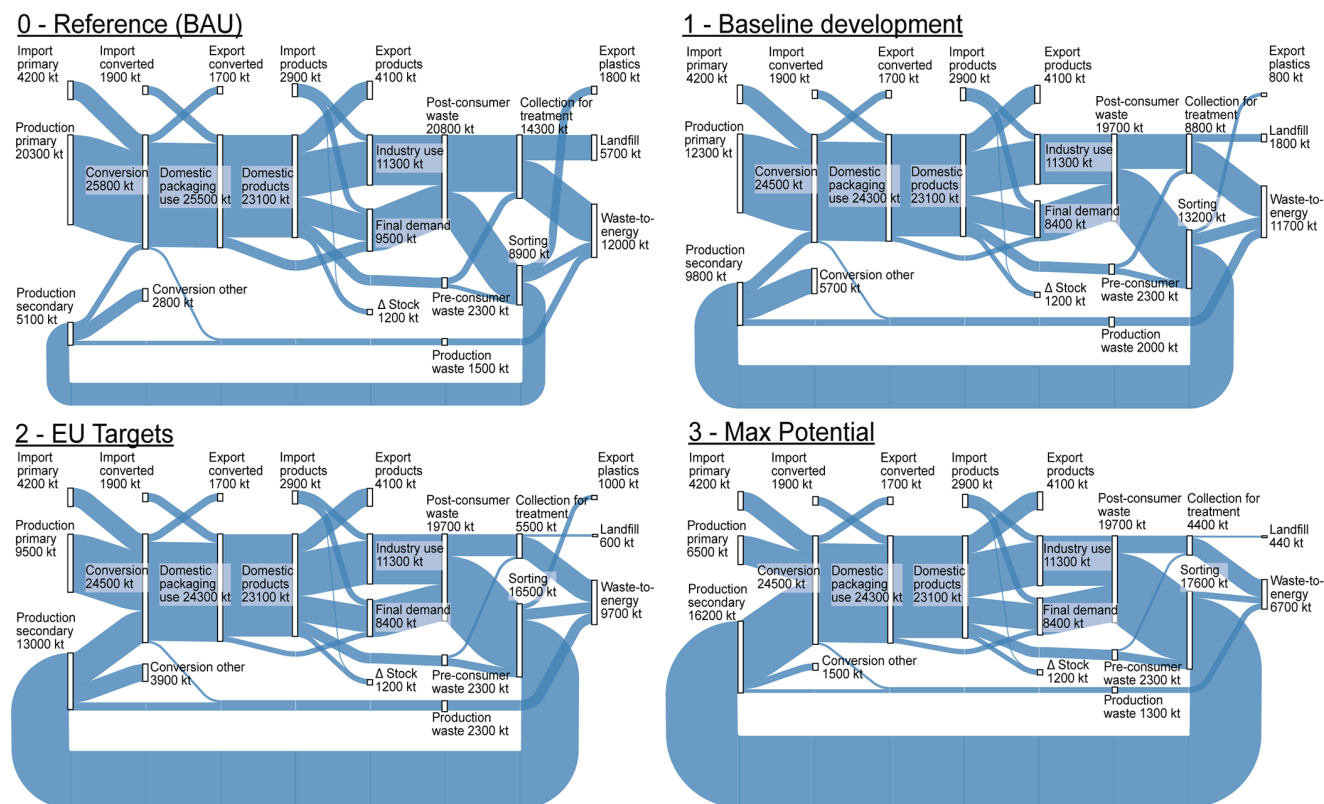 0 - Reference (BAU)
Import
primary
4200 kt
Import
converted
1900 kt
Export
converted
1700 kt
Import
products
2900 kt
Export
products
4100 kt
Export
plastics
1800 kt
Post-consumer
waste
20800 kt
Collection for
treatment
14300 kt
Production
primary
20300 kt
Landfill
5700 kt
Industry use
11300 kt
Conversion
25800 kt
Domestic
packaging
use 25500 kt
Domestic
products
23100 kt
Final demand
9500 kt
Waste-to-
energy
12000 kt
Sorting
8900 kt
Production
secondary
5100 kt
Conversion other
2800 kt
Δ Stock
1200 kt
Pre-consumer
waste 2300 kt
Production
waste 1500 kt
1 - Baseline development
Import
primary
4200 kt
Import
converted
1900 kt
Export
converted
1700 kt
Import
products
2900 kt
Export
products
4100 kt
Export
plastics
800 kt
Post-consumer
waste
19700 kt
Collection for
treatment
8800 kt
Production
primary
12300 kt
Landfill
1800 kt
Industry use
11300 kt
Conversion
24500 kt
Domestic
packaging
use 24300 kt
Domestic
products
23100 kt
Final demand
8400 kt
Sorting
13200 kt
Waste-to-
energy
11700 kt
Production
secondary
9800 kt
Conversion other
5700 kt
Δ Stock
1200 kt
Pre-consumer
waste 2300 kt
Production
waste 2000 kt
2 - EU Targets
Import
primary
4200 kt
Import
converted
1900 kt
Export
converted
1700 kt
Import
products
2900 kt
Export
products
4100 kt
Export
plastics
1000 kt
Post-consumer
waste
19700 kt
Collection for
treatment
5500 kt
Production
primary
9500 kt
Landfill
600 kt
Industry use
11300 kt
Conversion
24500 kt
Domestic
packaging
use 24300 kt
Domestic
products
23100 kt
Sorting
16500 kt
Waste-to-
energy
9700 kt
Final demand
8400 kt
Production
secondary
13000 kt
Conversion other
3900 kt
Δ Stock
1200 kt
Pre-consumer
waste 2300 kt
Production
waste 2300 kt
3 - Max Potential
Import
primary
4200 kt
Import
converted
1900 kt
Export
converted
1700 kt
Import
products
2900 kt
Export
products
4100 kt
Post-consumer
waste
19700 kt
Collection for
treatment
4400 kt
Landfill
440 kt
Production
primary
6500 kt
Industry use
11300 kt
Conversion
24500 kt
Domestic
packaging
use 24300 kt
Domestic
products
23100 kt
Sorting
17600 kt
Waste-to-
energy
6700 kt
Production
secondary
16200 kt
Final demand
8400 kt
Conversion other
1500 kt
Δ Stock
1200 kt
Pre-consumer
waste 2300 kt
Production
waste 1300 kt